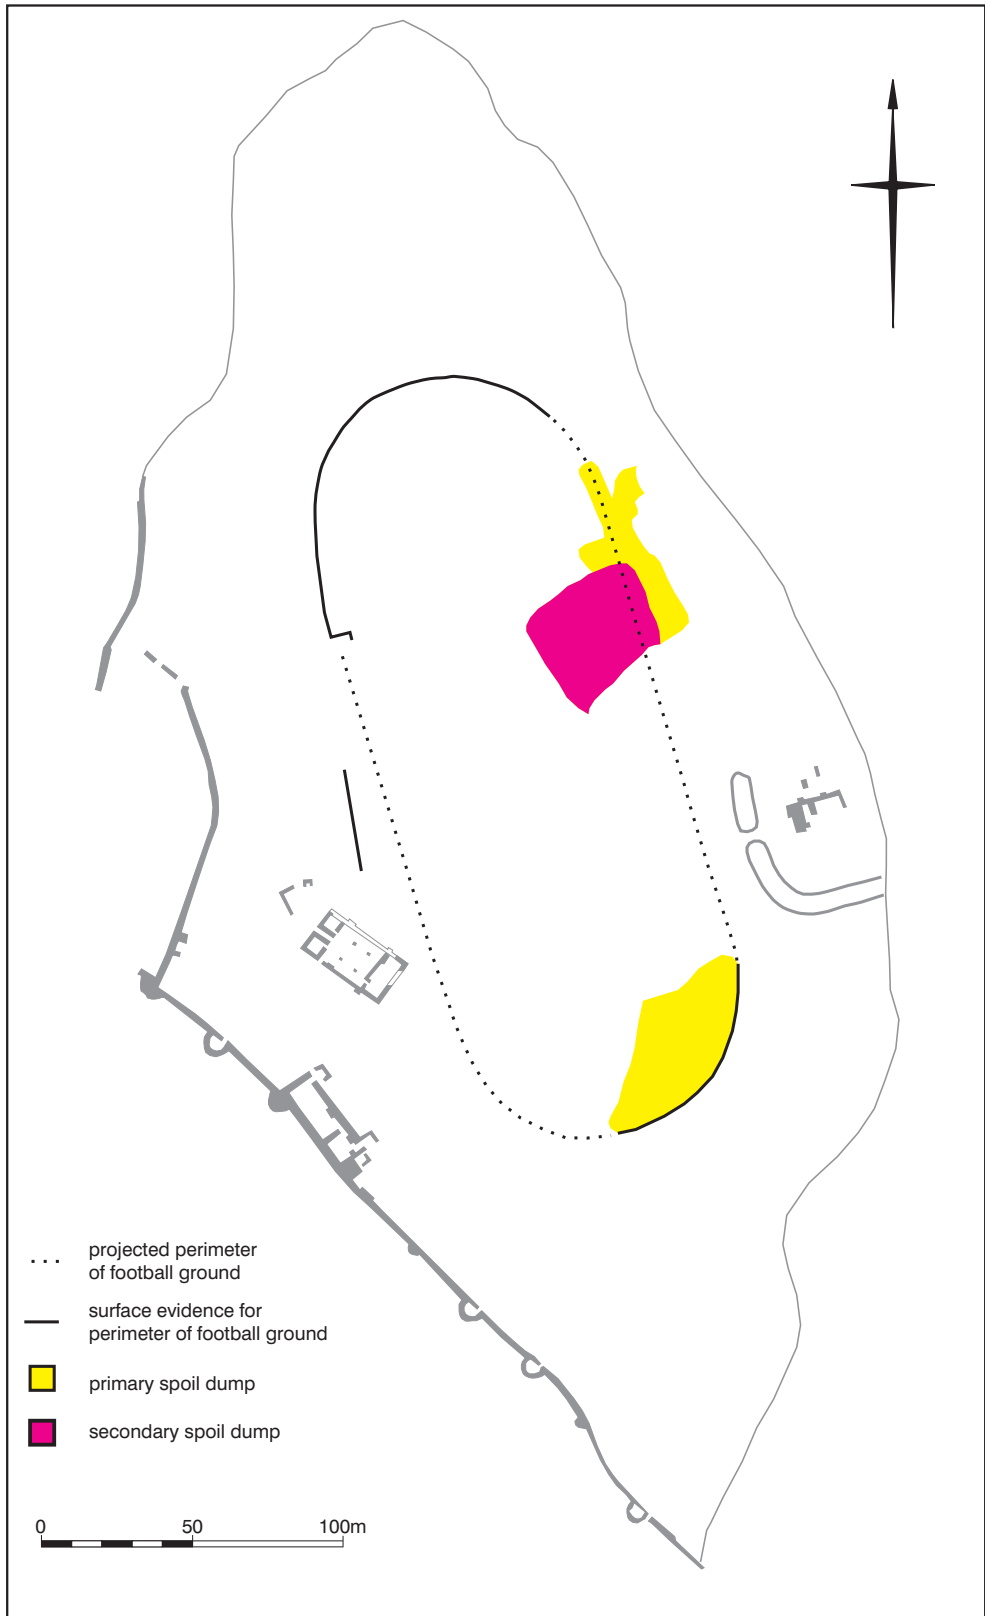 projected perimeter
of football ground
surface evidence for
perimeter of football ground
primary spoil dump
secondary spoil dump
0 50 100m